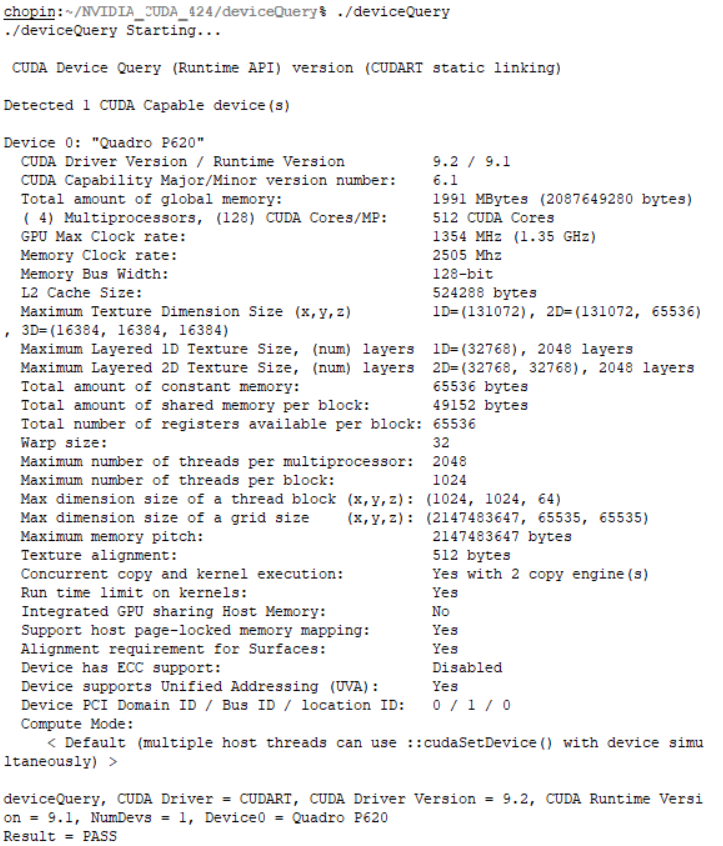 chopin:~/NVIDIA_CUDA_424/deviceQuery% ./deviceQuery
./deviceQuery Starting...
CUDA Device Query (Runtime API) version (CUDART static linking)
Detected 1 CUDA Capable device(s)
Device 0: "Quadro P620"
CUDA Driver Version / Runtime Version 9.2 / 9.1
CUDA Capability Major/Minor version number: 6.1
Total amount of global memory: 1991 MBytes (2087649280 bytes)
( 4) Multiprocessors, (128) CUDA Cores/MP: 512 CUDA Cores
GPU Max Clock rate: 1354 MHz (1.35 GHz)
Memory Clock rate: 2505 Mhz
Memory Bus Width: 128-bit
L2 Cache Size: 524288 bytes
Maximum Texture Dimension Size (x,y,z) 1D=(131072), 2D=(131072, 65536)
, 3D=(16384, 16384, 16384)
Maximum Layered 1D Texture Size, (num) layers 1D=(32768), 2048 layers
Maximum Layered 2D Texture Size, (num) layers 2D=(32768, 32768), 2048 layers
Total amount of constant memory: 65536 bytes
Total amount of shared memory per block: 49152 bytes
Total number of registers available per block: 65536
Warp size: 32
Maximum number of threads per multiprocessor: 2048
Maximum number of threads per block: 1024
Max dimension size of a thread block (x,y,z): (1024, 1024, 64)
Max dimension size of a grid size (x,y,z): (2147483647, 65535, 65535)
Maximum memory pitch: 2147483647 bytes
Texture alignment: 512 bytes
Concurrent copy and kernel execution: Yes with 2 copy engine(s)
Run time limit on kernels: Yes
Integrated GPU sharing Host Memory: No
Support host page-locked memory mapping: Yes
Alignment requirement for Surfaces: Yes
Device has ECC support: Disabled
Device supports Unified Addressing (UVA): Yes
Device PCI Domain ID / Bus ID / location ID: 0 / 1 / 0
Compute Mode:
< Default (multiple host threads can use ::cudaSetDevice() with device simu
ltaneously) >
deviceQuery, CUDA Driver = CUDART, CUDA Driver Version = 9.2, CUDA Runtime Versi
on = 9.1, NumDevs = 1, Device0 = Quadro P620
Result = PASS